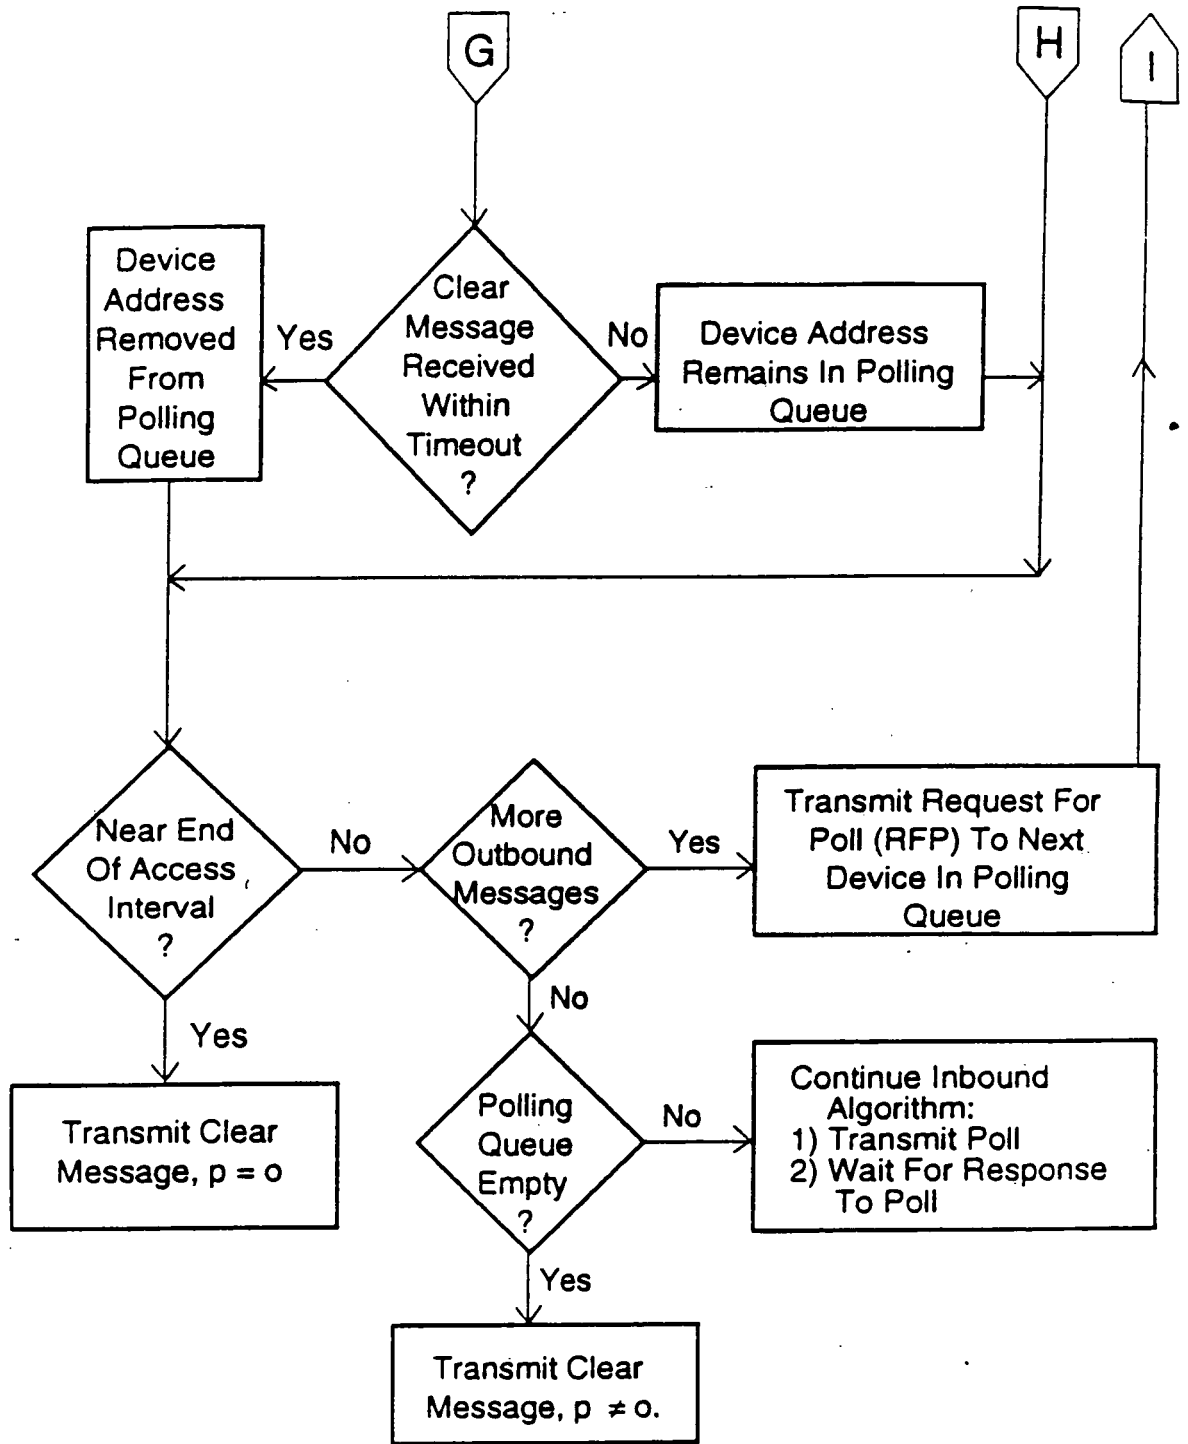 G
H
I
Device
Address
Removed
From
Polling
Queue
Yes
Clear
Message
Received
Within
Timeout
?
No
Device Address
Remains In Polling
Queue
Near End
Of Access
Interval
?
No
More
Outbound
Messages
?
Yes
Transmit Request For
Poll (RFP) To Next
Device In Polling
Queue
Yes
No
Transmit Clear
Message, p = o
Polling
Queue
Empty
?
No
Continue Inbound
Algorithm:
1) Transmit Poll
2) Wait For Response
To Poll
Yes
Transmit Clear
Message, p ≠ o.